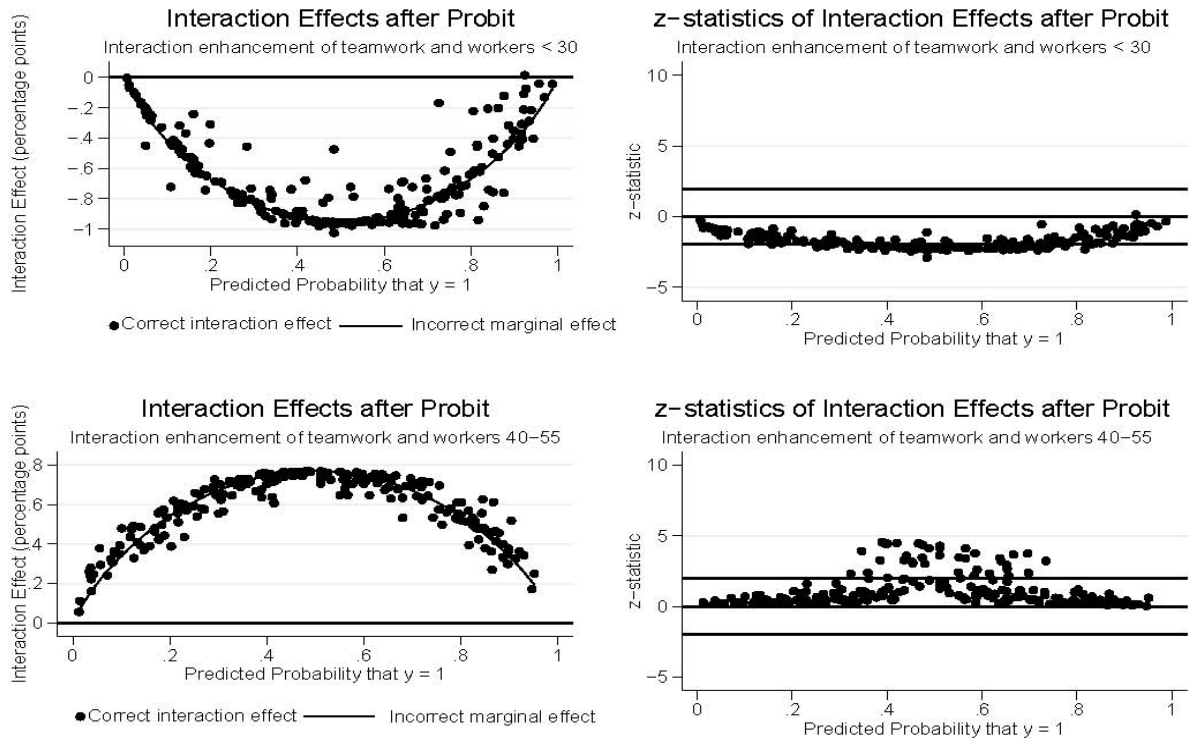 Interaction Effects after Probit
Interaction enhancement of teamwork and workers < 30
Interaction Effect (percentage points)
0
−.2
−.4
−.6
−.8
−1
0 .2 .4 .6 .8 1
Predicted Probability that y = 1
Correct interaction effect Incorrect marginal effect
z−statistics of Interaction Effects after Probit
Interaction enhancement of teamwork and workers < 30
z−statistic
10
5
0
−5
0 .2 .4 .6 .8 1
Predicted Probability that y = 1
Interaction Effects after Probit
Interaction enhancement of teamwork and workers 40−55
Interaction Effect (percentage points)
.8
.6
.4
.2
0
0 .2 .4 .6 .8 1
Predicted Probability that y = 1
Correct interaction effect Incorrect marginal effect
z−statistics of Interaction Effects after Probit
Interaction enhancement of teamwork and workers 40−55
z−statistic
10
5
0
−5
0 .2 .4 .6 .8 1
Predicted Probability that y = 1